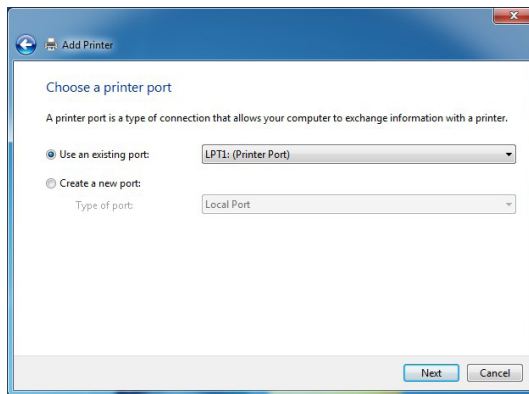 Add Printer
Choose a printer port
A printer port is a type of connection that allows your computer to exchange information with a printer.
Use an existing port: LPT1: (Printer Port)
Create a new port:
Type of port: Local Port
Next Cancel